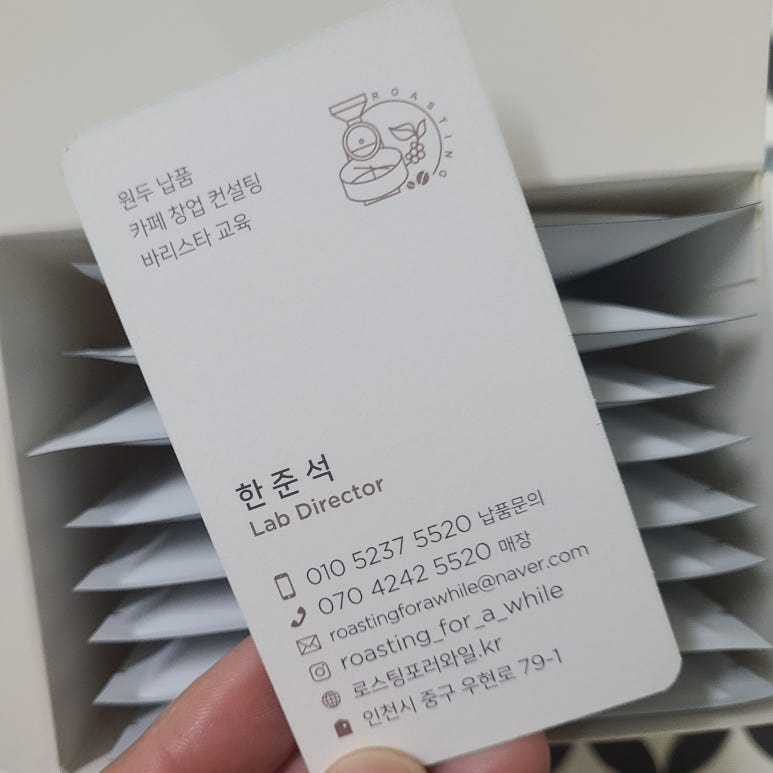 ROASTING
원두 납품
카페 창업 컨설팅
바리스타 교육
한준석
Lab Director
010 5237 5520 납품문의
070 4242 5520 매장
roastingforawhile@naver.com
roasting_for_a_while
로스팅포러와일.kr
인천시 중구 우현로 79-1